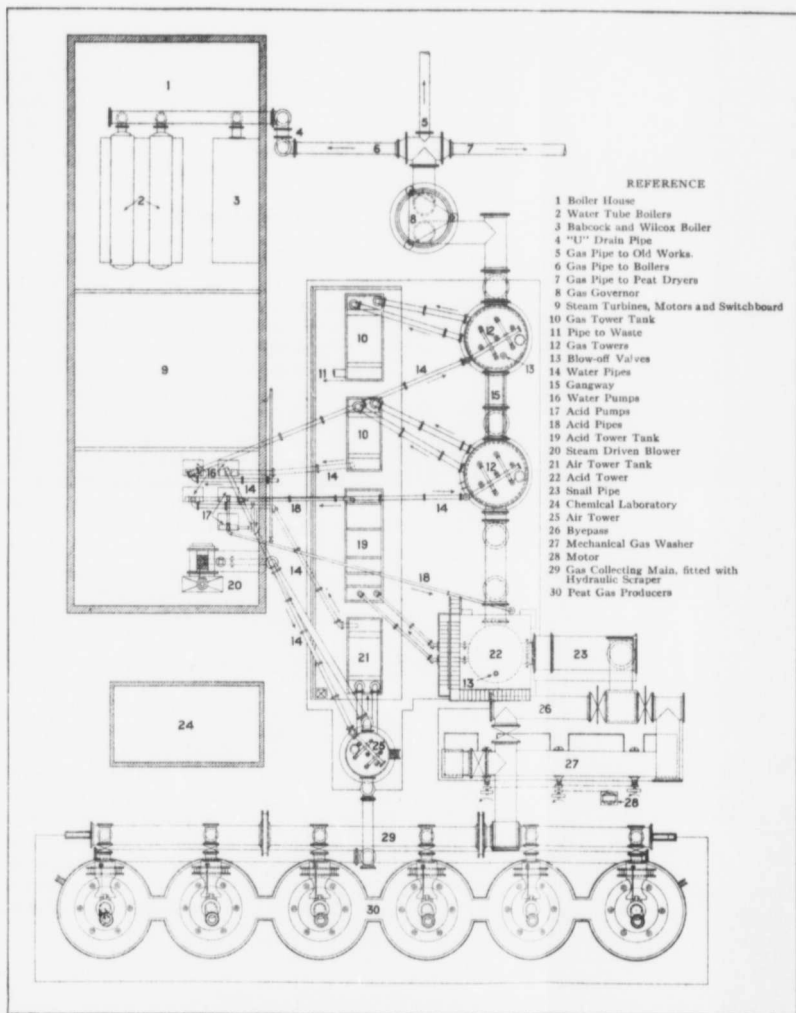 1
5
4
6
7
2
3
8
REFERENCE
1 Boiler House
2 Water Tube Boilers
3 Babcock and Wilcox Boiler
4 "U" Drain Pipe
5 Gas Pipe to Old Works.
6 Gas Pipe to Boilers
7 Gas Pipe to Peat Dryers
8 Gas Governor
9 Steam Turbines, Motors and Switchboard
10 Gas Tower Tank
11 Pipe to Waste
12 Gas Towers
13 Blow-off Valves
14 Water Pipes
15 Gangway
16 Water Pumps
17 Acid Pumps
18 Acid Pipes
19 Acid Tower Tank
20 Steam Driven Blower
21 Air Tower Tank
22 Acid Tower
23 Snail Pipe
24 Chemical Laboratory
25 Air Tower
26 Byepass
27 Mechanical Gas Washer
28 Motor
29 Gas Collecting Main, fitted with
Hydraulic Scraper
30 Peat Gas Producers
10
12
13
11
14
9
15
10
12
16
14
14
18
14
17
19
14
18
20
14
21
22
23
13
24
26
25
27
28
29
30